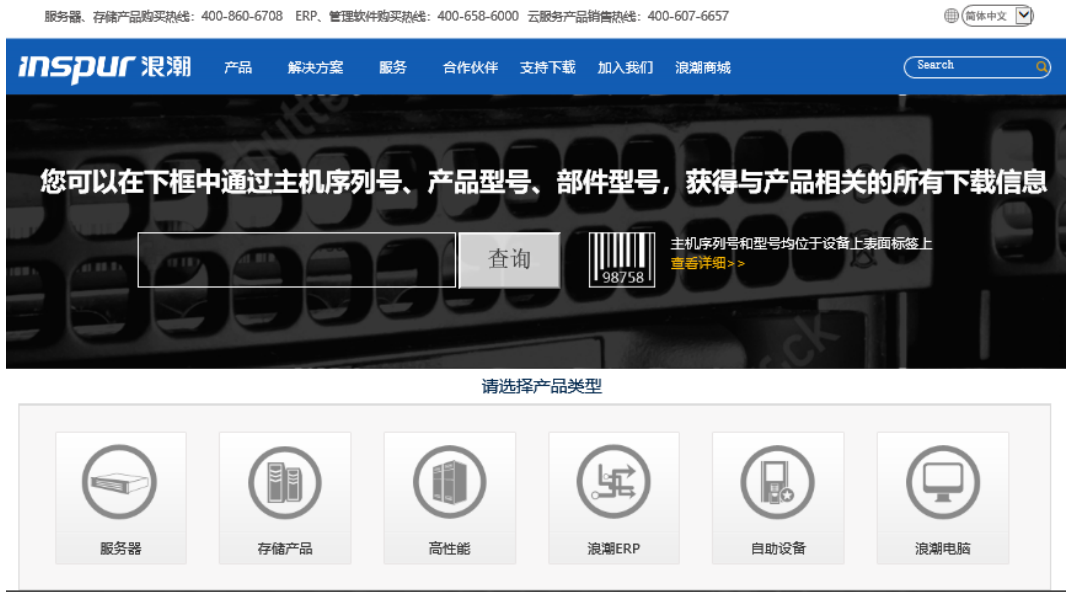 服务器、存储产品购买热线：400-860-6708 ERP、管理软件购买热线：400-658-6000 云服务产品销售热线：400-607-6657 简体中文
inspur 浪潮 产品 解决方案 服务 合作伙伴 支持下载 加入我们 浪潮商城 Search
您可以在下框中通过主机序列号、产品型号、部件型号，获得与产品相关的所有下载信息
查询
98758
主机序列号和型号均位于设备上表面标签上
查看详细>>
请选择产品类型
服务器 存储产品 高性能 浪潮ERP 自助设备 浪潮电脑